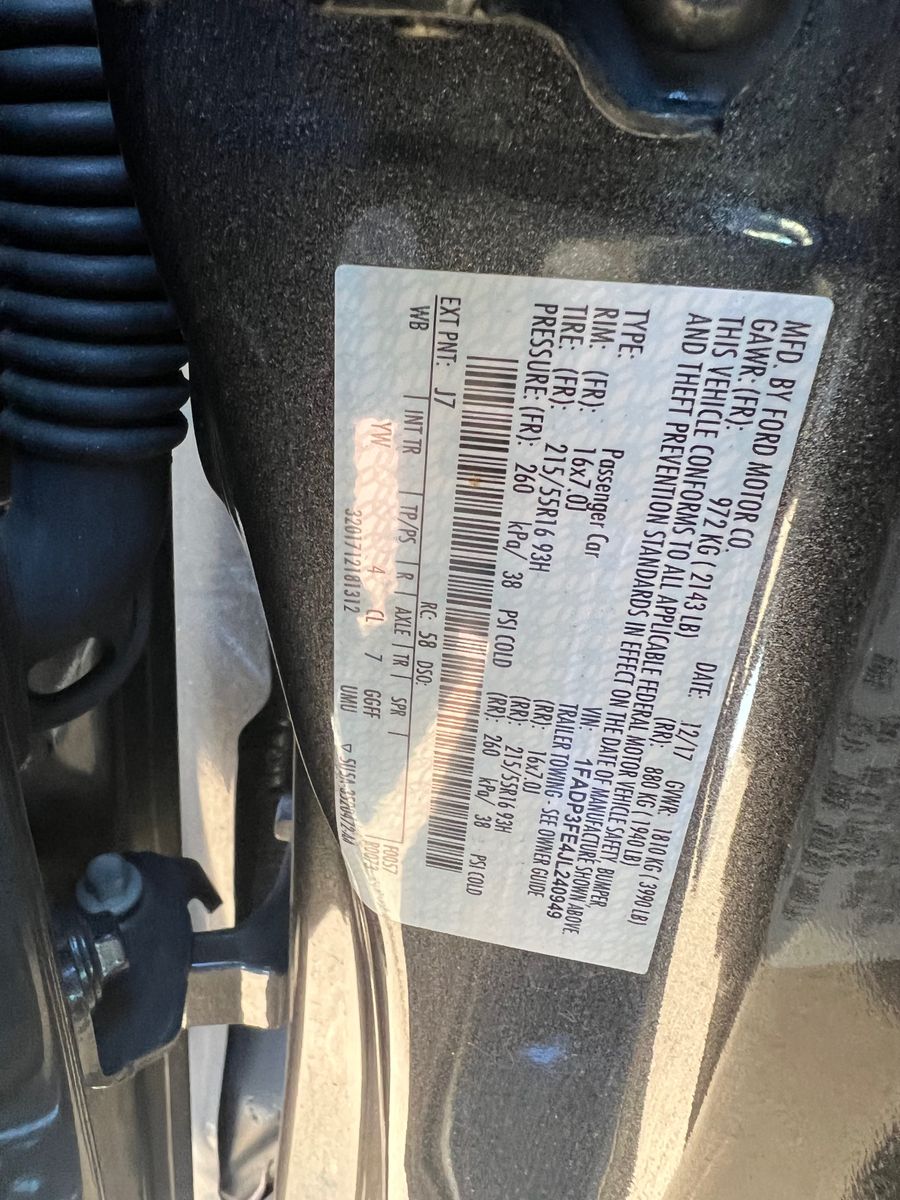 MFD. BY FORD MOTOR CO.
DATE: 12/17 GVWR: 1810 KG ( 3990 LB)
GAWR: (FR): 972 KG ( 2143 LB) (RR): 880 KG ( 1940 LB)
THIS VEHICLE CONFORMS TO ALL APPLICABLE FEDERAL MOTOR VEHICLE SAFETY, BUMPER,
AND THEFT PREVENTION STANDARDS IN EFFECT ON THE DATE OF MANUFACTURE SHOWN ABOVE.
VIN: 1FADP3FE4JL240949
TYPE: Passenger Car TRAILER TOWING - SEE OWNER GUIDE
RIM: (FR): 16x7.0J (RR): 16x7.0J
TIRE: (FR): 215/55R16 93H (RR): 215/55R16 93H
PRESSURE: (FR): 260 kPa/ 38 PSI COLD (RR): 260 kPa/ 38 PSI COLD
EXT PNT: J7 RC: 58 DSO:
WB | INT TR | TP/PS | R | AXLE | TR | SPR |
YW 4 CL 7 GGFF
3201712181312 UMU